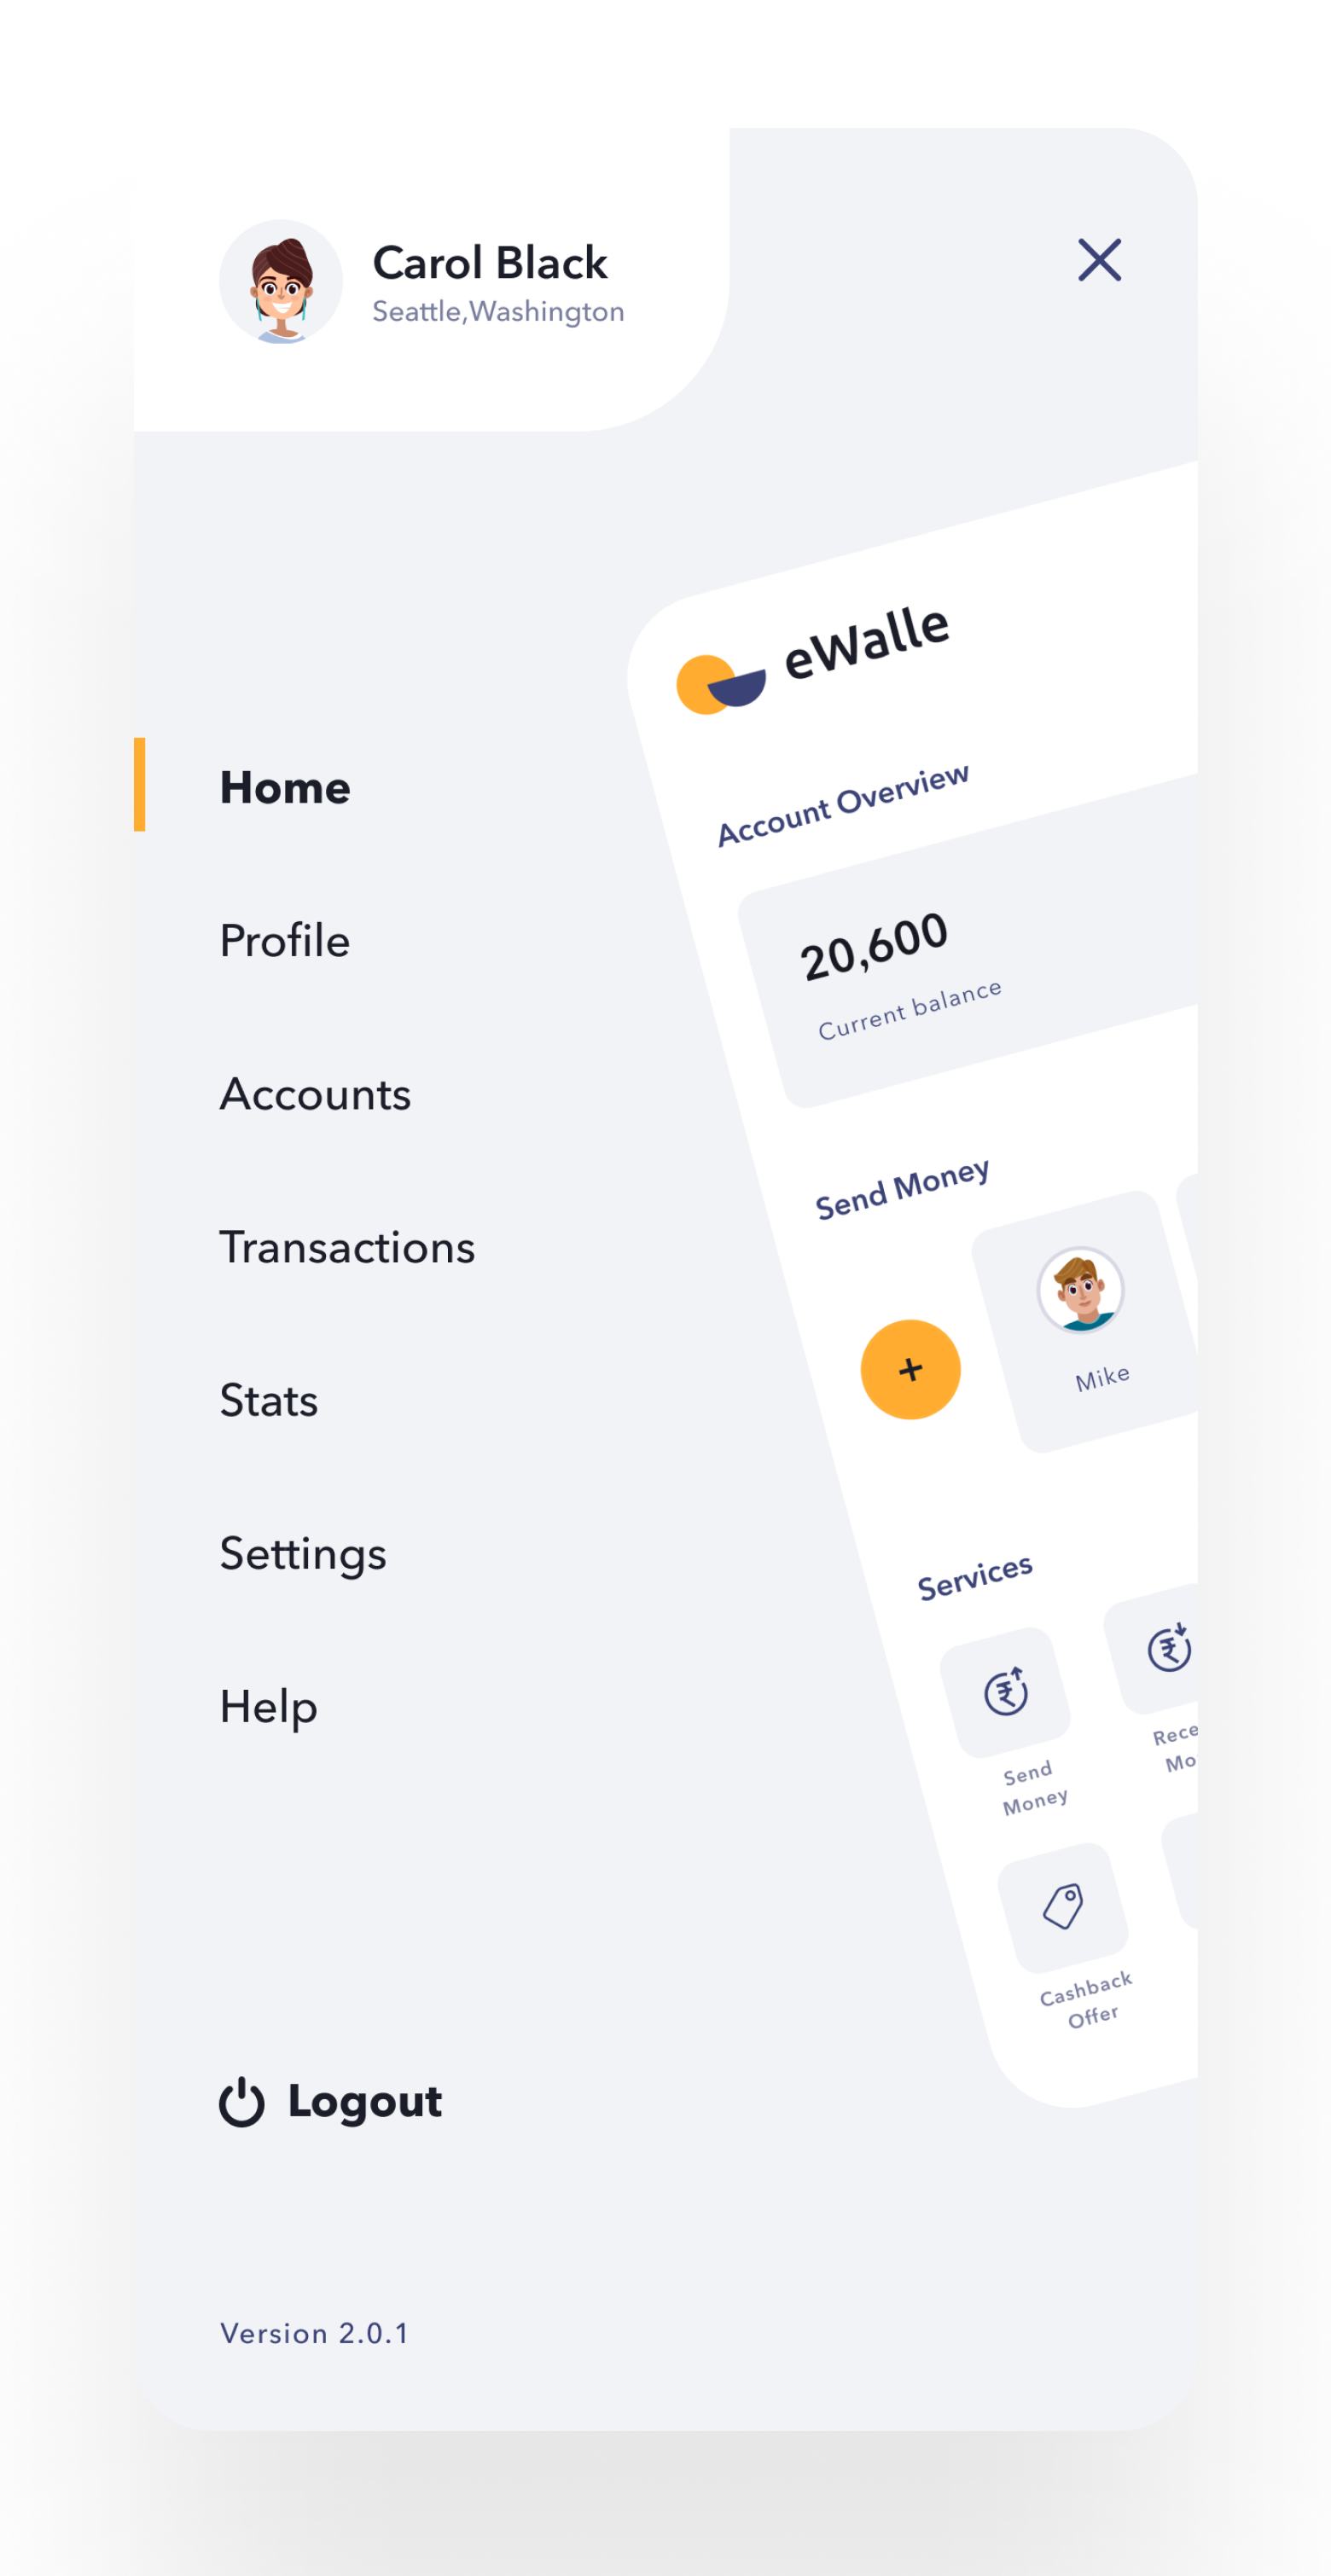 Carol Black
Seattle,Washington
Home
Profile
Accounts
Transactions
Stats
Settings
Help
Logout
Version 2.0.1
eWalle
Account Overview
20,600
Current balance
Send Money
+
Mike
Services
₹
₹
Send
Money
Rece
Mo
Cashback
Offer